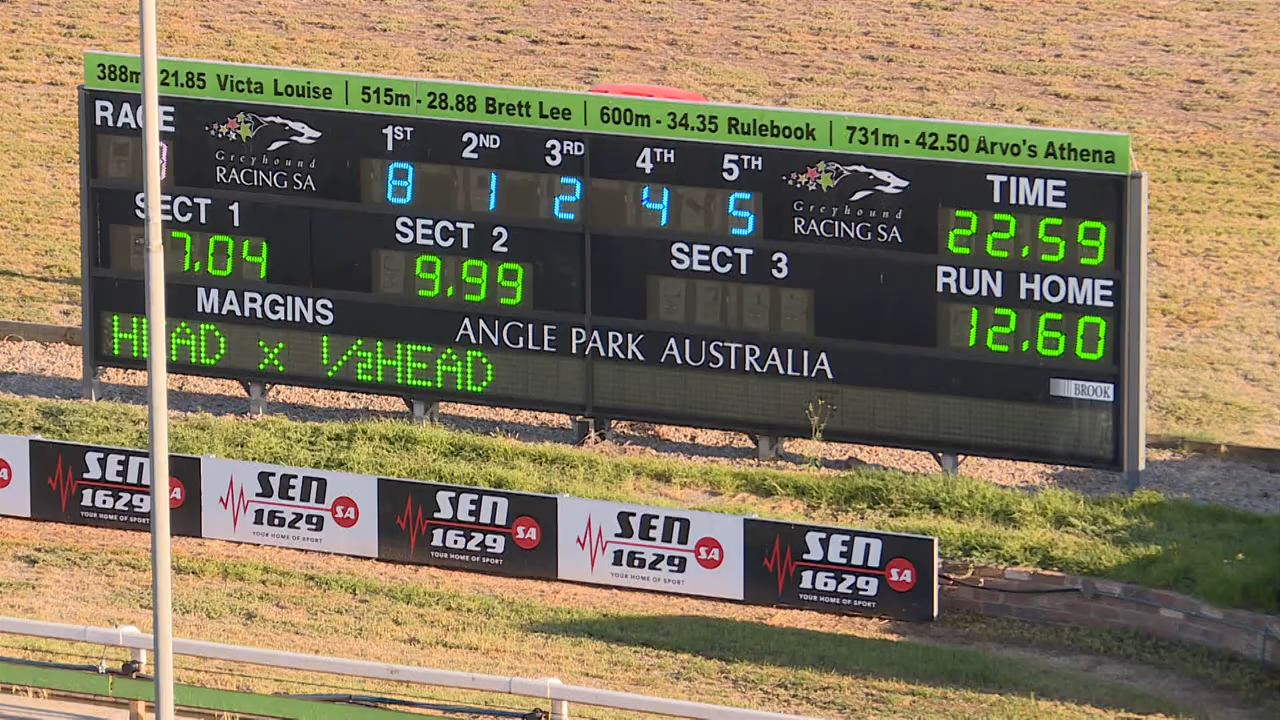 388m 21.85 Victa Louise | 515m - 28.88 Brett Lee | 600m - 34.35 Rulebook | 731m - 42.50 Arvo's Athena
RACE
Greyhound
RACING SA
1ST 2ND 3RD 4TH 5TH
8 1 2 4 5
Greyhound
RACING SA
TIME
22.59
SECT 1
7.04
SECT 2
9.99
SECT 3
RUN HOME
12.60
MARGINS
HEAD x 1/2HEAD
ANGLE PARK AUSTRALIA
BROOK
SEN
1629 SA
YOUR HOME OF SPORT
SEN
1629 SA
YOUR HOME OF SPORT
SEN
1629 SA
YOUR HOME OF SPORT
SEN
1629 SA
YOUR HOME OF SPORT
SEN
1629 SA
YOUR HOME OF SPORT